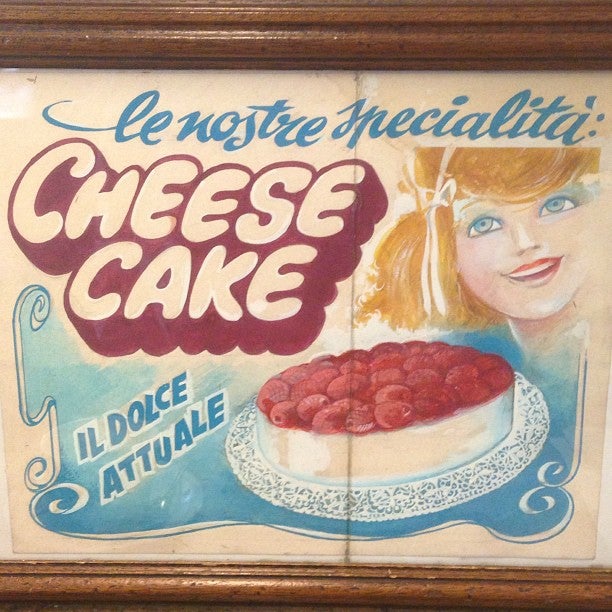 le nostre specialità:
CHEESE
CAKE
IL DOLCE
ATTUALE